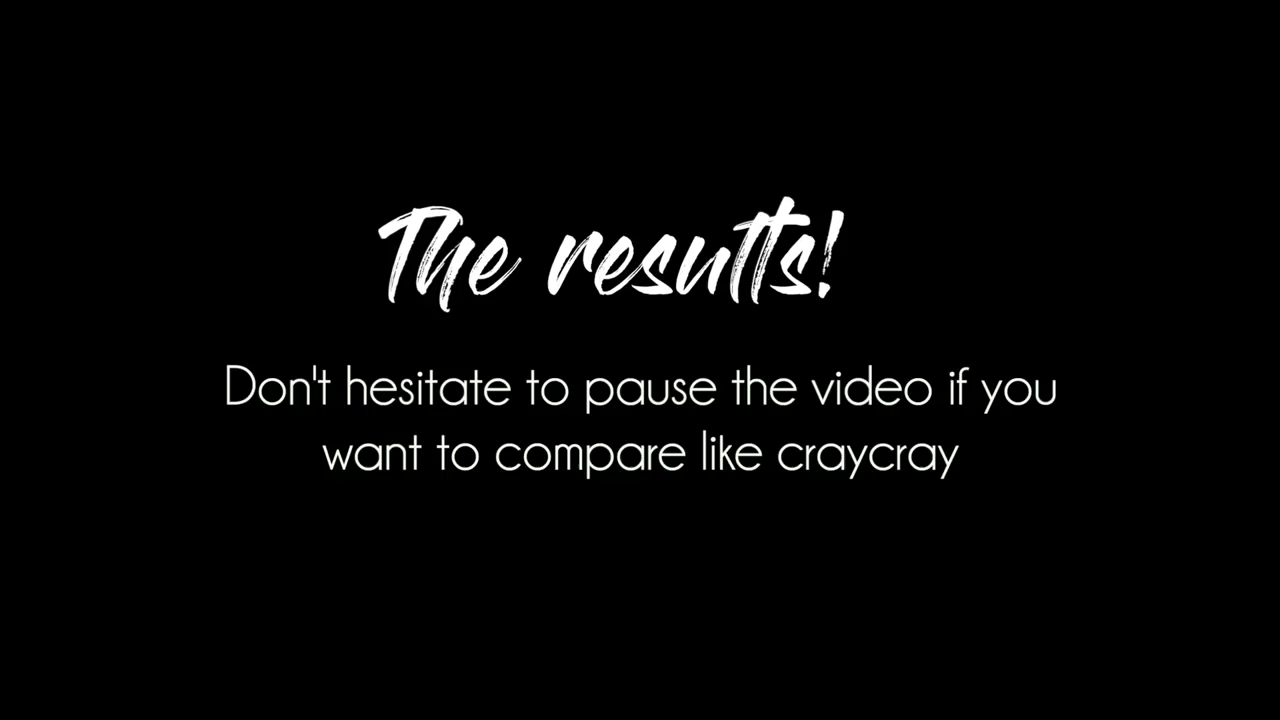 The results!
Don't hesitate to pause the video if you
want to compare like craycray